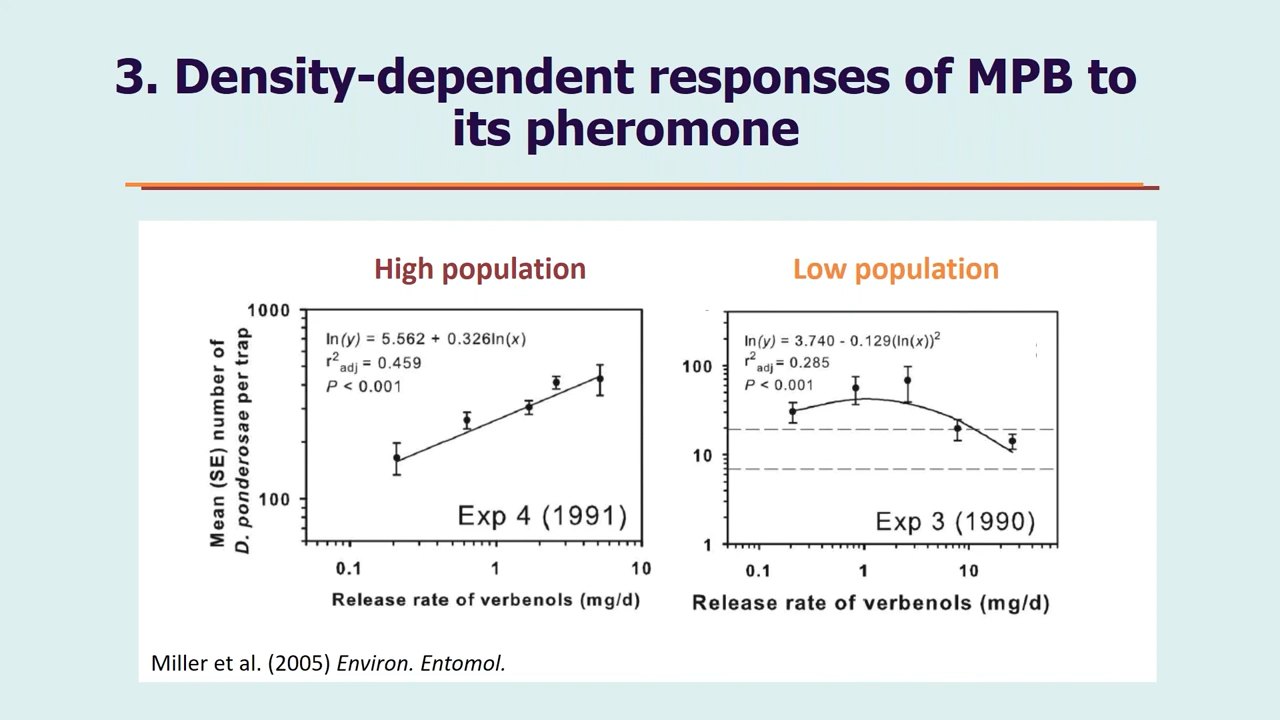 3. Density-dependent responses of MPB to
its pheromone
High population
Mean (SE) number of
D. ponderosae per trap
1000
100
ln(y) = 5.562 + 0.326ln(x)
r²adj = 0.459
P < 0.001
Exp 4 (1991)
0.1 1 10
Release rate of verbenols (mg/d)
Low population
100
10
1
ln(y) = 3.740 - 0.129(ln(x))²
r²adj = 0.285
P < 0.001
Exp 3 (1990)
0.1 1 10
Release rate of verbenols (mg/d)
Miller et al. (2005) Environ. Entomol.